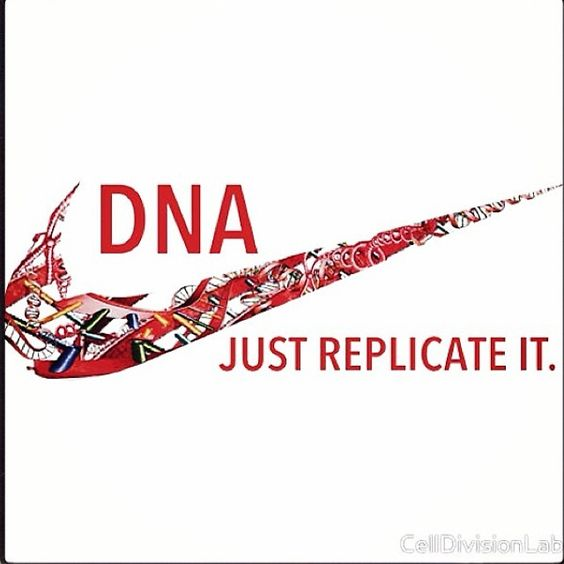 DNA
JUST REPLICATE IT.
CellDivisionLab